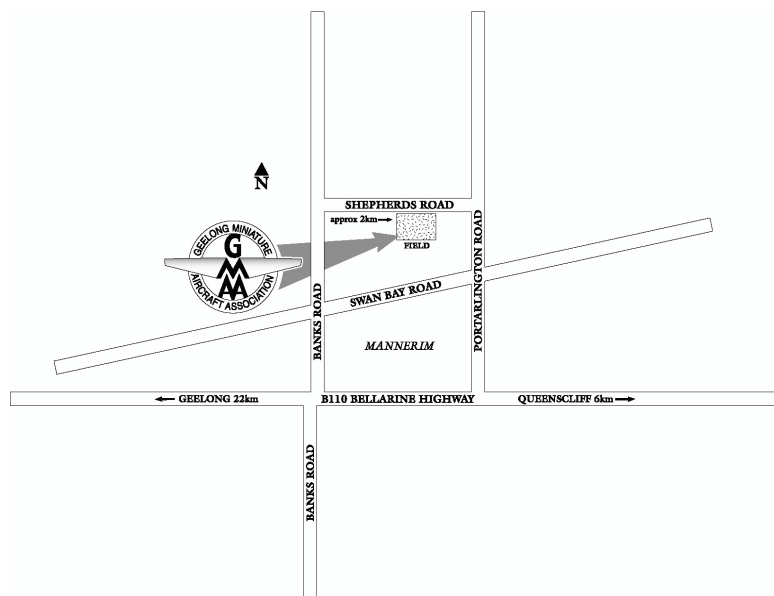 N
SHEPHERDS ROAD
approx 2km
FIELD
GEELONG MINIATURE
G
M
AA
AIRCRAFT ASSOCIATION
PORTARLINGTON ROAD
SWAN BAY ROAD
BANKS ROAD
MANNERIM
GEELONG 22km
B110 BELLARINE HIGHWAY
QUEENSCLIFF 6km
BANKS ROAD